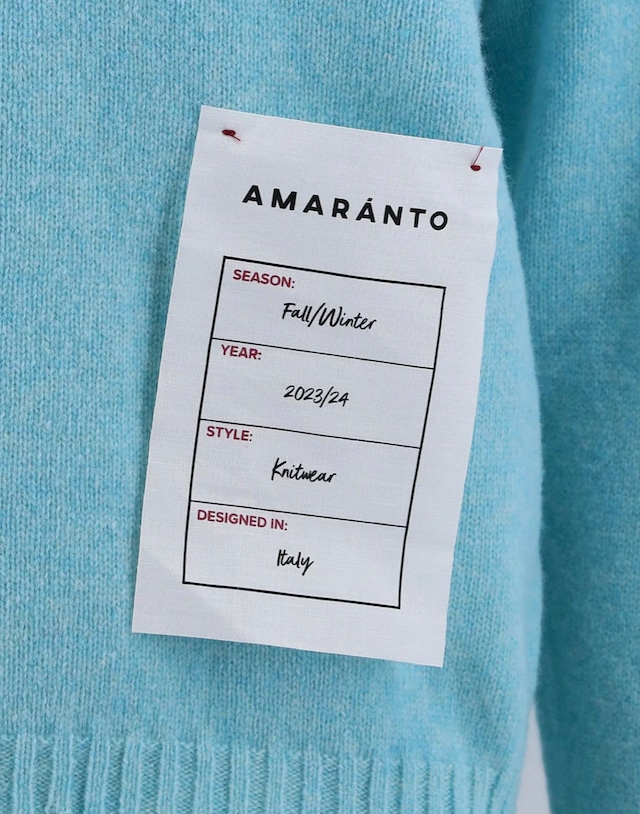 AMARÁNTO
SEASON:
Fall/Winter
YEAR:
2023/24
STYLE:
Knitwear
DESIGNED IN:
Italy